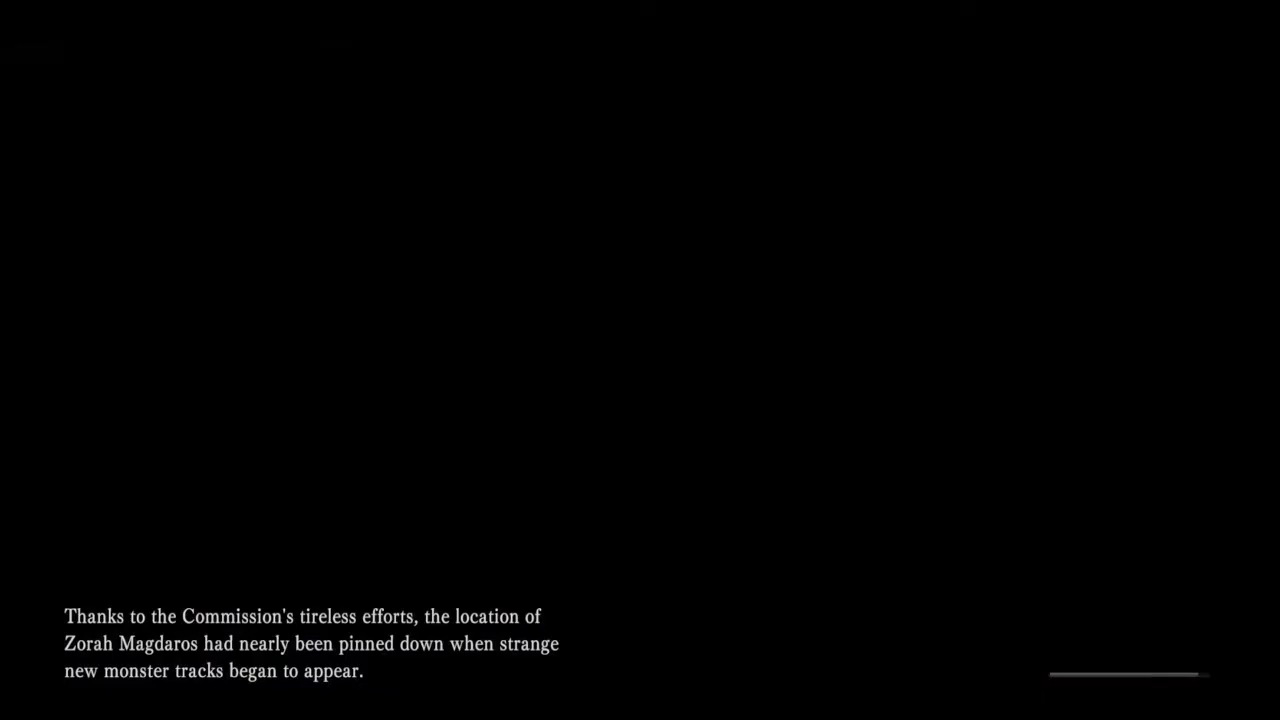 Thanks to the Commission's tireless efforts, the location of
Zorah Magdaros had nearly been pinned down when strange
new monster tracks began to appear.